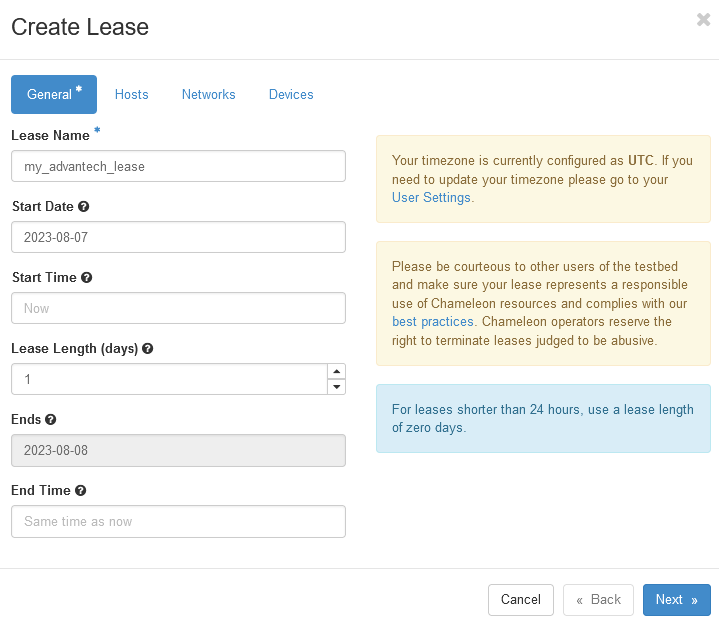 Create Lease
×
General *
Hosts
Networks
Devices
Lease Name *
my_advantech_lease
Start Date ?
2023-08-07
Start Time ?
Now
Lease Length (days) ?
1
Ends ?
2023-08-08
End Time ?
Same time as now
Your timezone is currently configured as UTC. If you
need to update your timezone please go to your
User Settings.
Please be courteous to other users of the testbed
and make sure your lease represents a responsible
use of Chameleon resources and complies with our
best practices. Chameleon operators reserve the
right to terminate leases judged to be abusive.
For leases shorter than 24 hours, use a lease length
of zero days.
Cancel
« Back
Next »